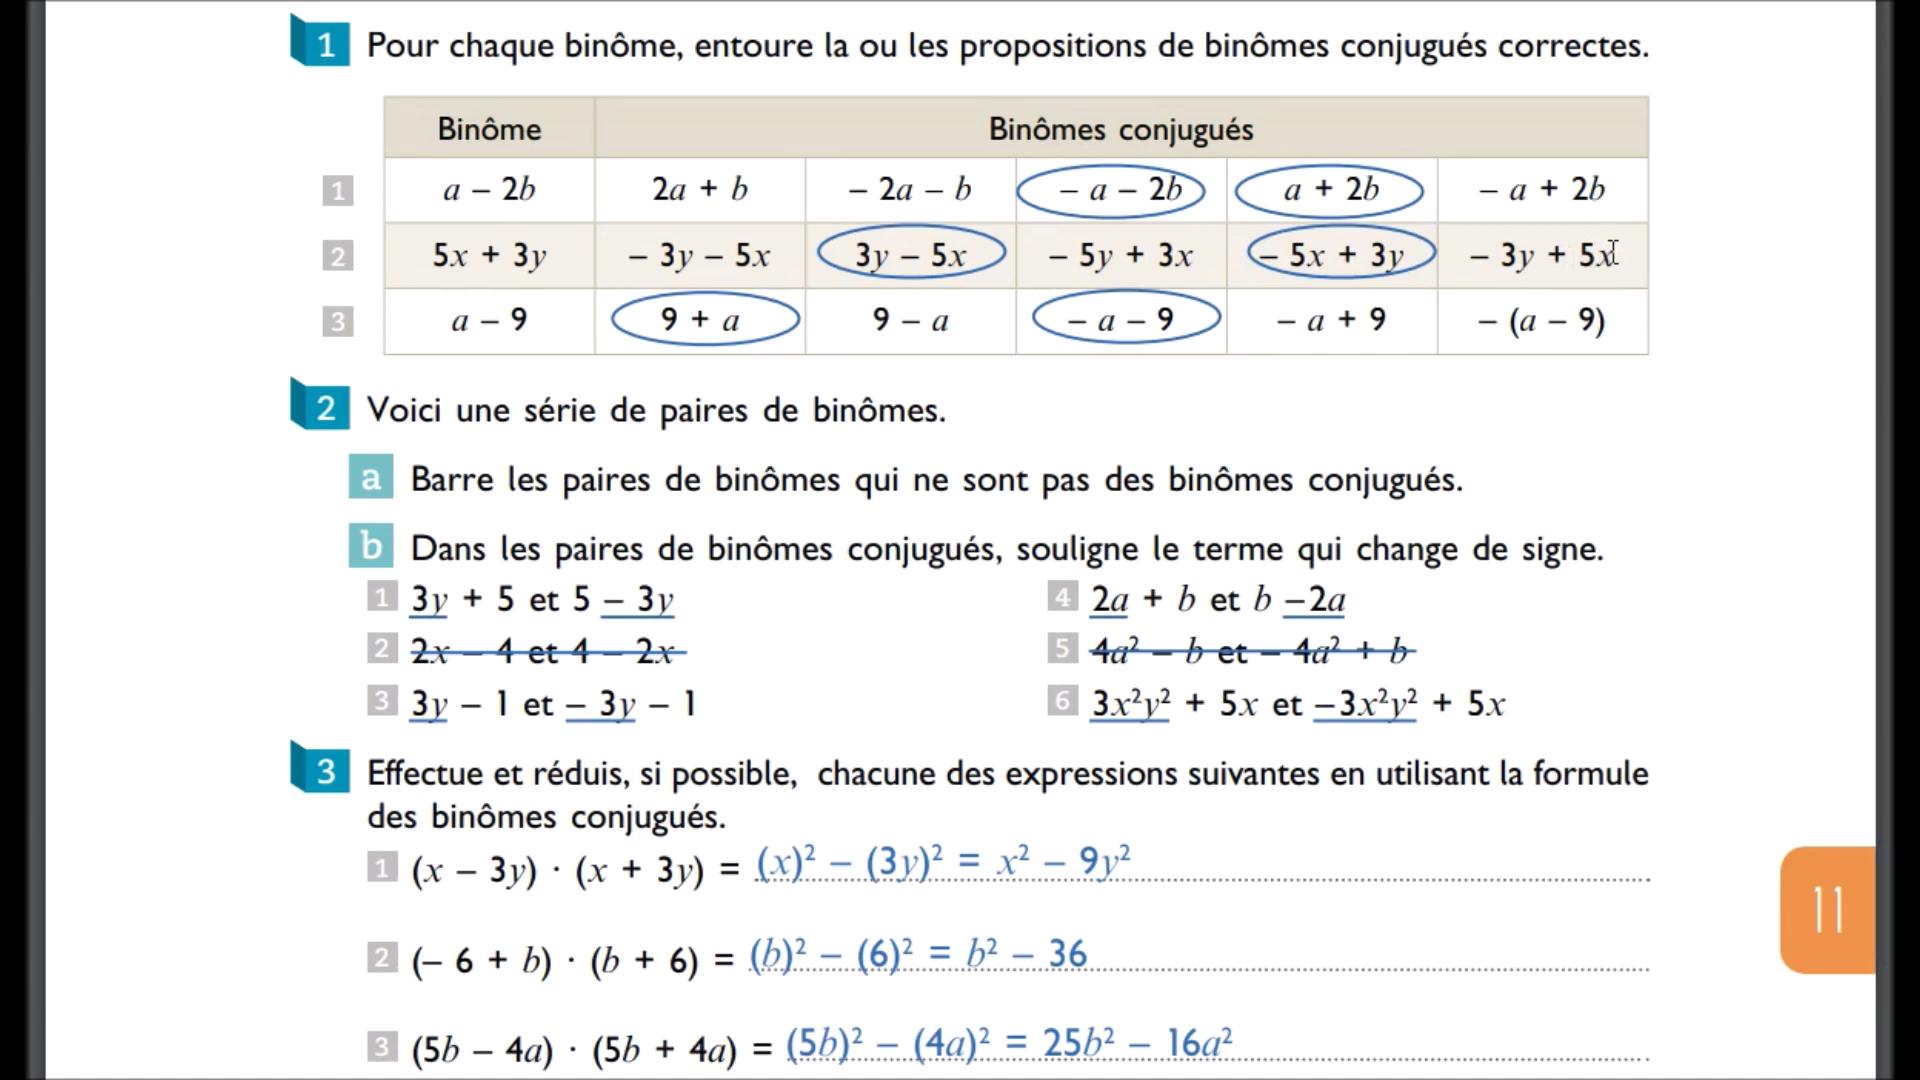 1 Pour chaque binôme, entoure la ou les propositions de binômes conjugués correctes.
Binôme Binômes conjugués
1 a − 2b 2a + b − 2a − b − a − 2b a + 2b − a + 2b
2 5x + 3y − 3y − 5x 3y − 5x − 5y + 3x − 5x + 3y − 3y + 5x
3 a − 9 9 + a 9 − a − a − 9 − a + 9 − (a − 9)
2 Voici une série de paires de binômes.
a Barre les paires de binômes qui ne sont pas des binômes conjugués.
b Dans les paires de binômes conjugués, souligne le terme qui change de signe.
1 3y + 5 et 5 − 3y
2 2x − 4 et 4 − 2x
3 3y − 1 et − 3y − 1
4 2a + b et b −2a
5 4a² − b et − 4a² + b
6 3x²y² + 5x et −3x²y² + 5x
3 Effectue et réduis, si possible, chacune des expressions suivantes en utilisant la formule
des binômes conjugués.
1 (x − 3y) · (x + 3y) = (x)² − (3y)² = x² − 9y²
2 (− 6 + b) · (b + 6) = (b)² − (6)² = b² − 36
3 (5b − 4a) · (5b + 4a) = (5b)² − (4a)² = 25b² − 16a²
11